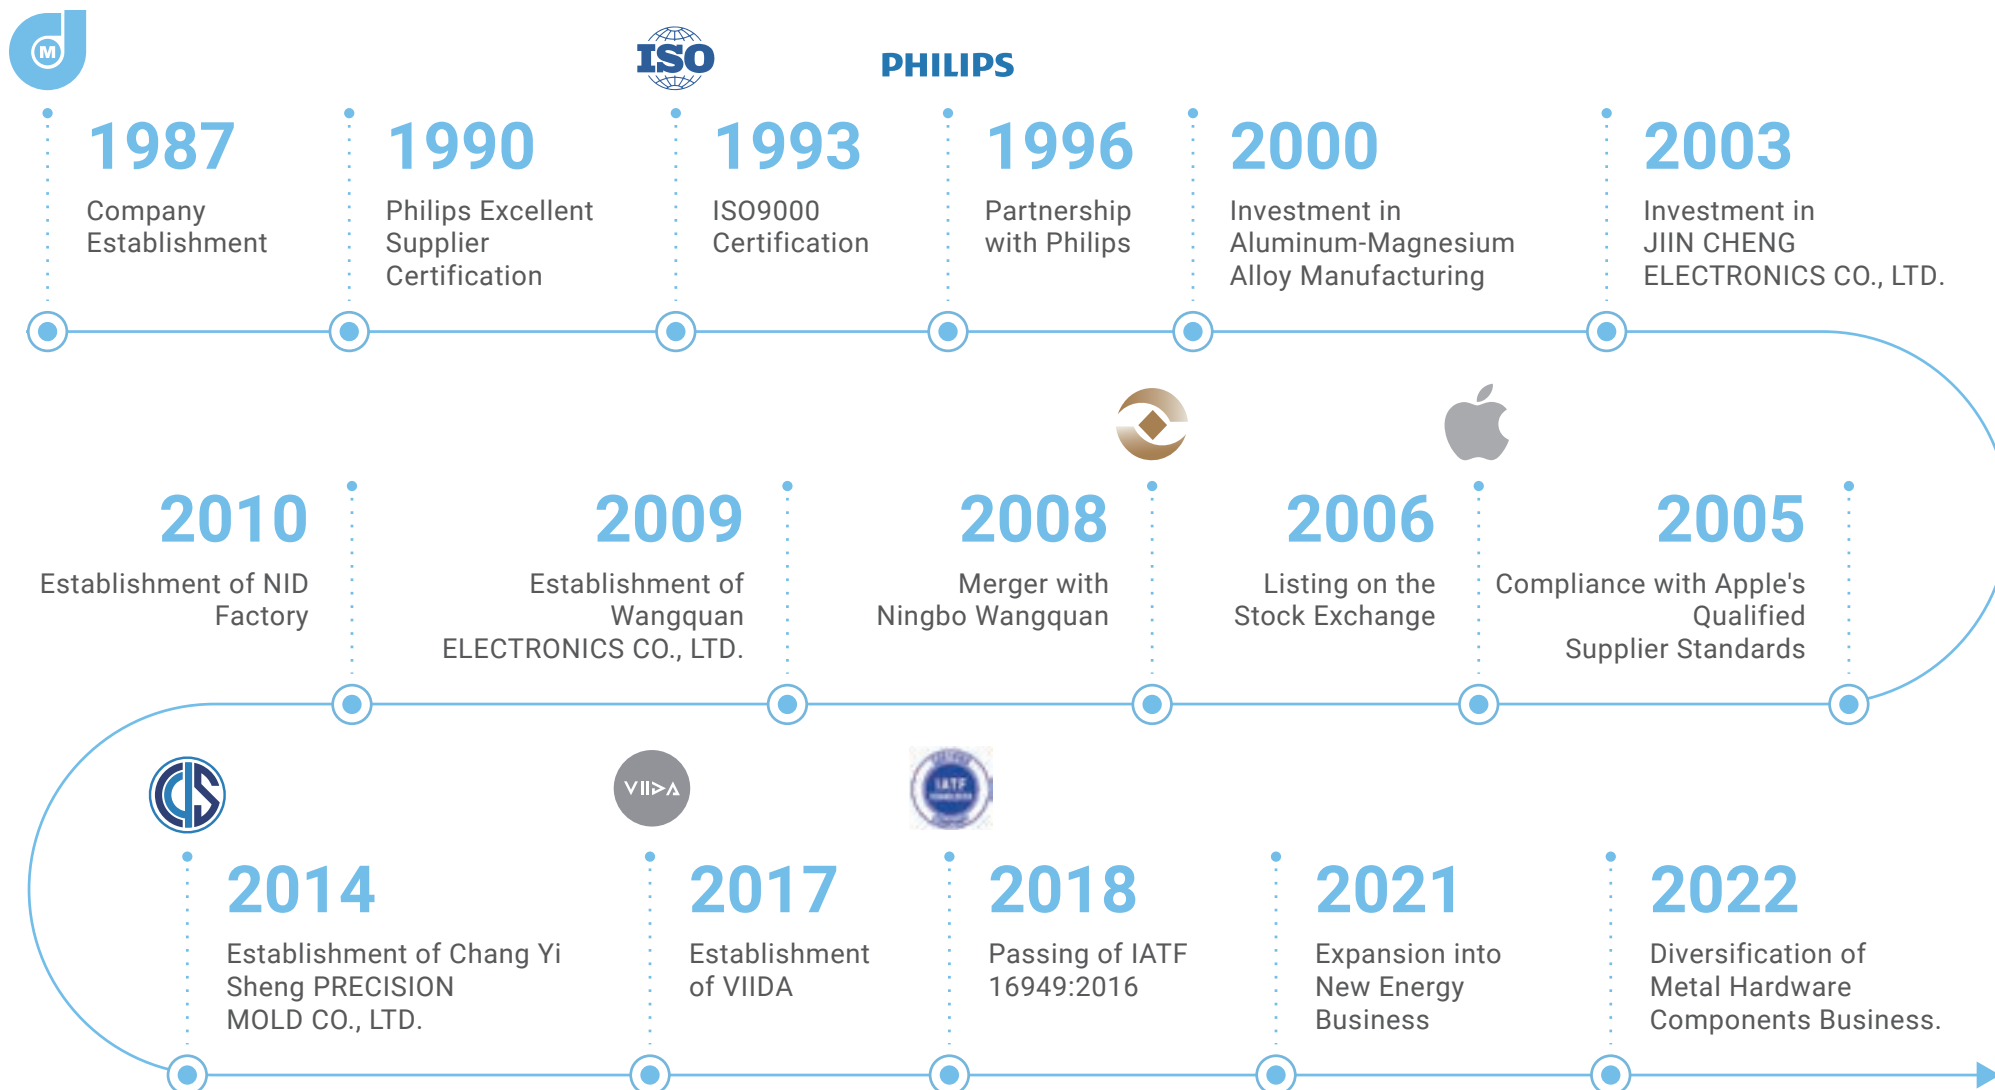 M
ISO
PHILIPS
1987
Company
Establishment
1990
Philips Excellent
Supplier
Certification
1993
ISO9000
Certification
1996
Partnership
with Philips
2000
Investment in
Aluminum-Magnesium
Alloy Manufacturing
2003
Investment in
JIIN CHENG
ELECTRONICS CO., LTD.
2010
Establishment of NID
Factory
2009
Establishment of
Wangquan
ELECTRONICS CO., LTD.
2008
Merger with
Ningbo Wangquan
2006
Listing on the
Stock Exchange
2005
Compliance with Apple's
Qualified
Supplier Standards
VIIDA
IATF
2014
Establishment of Chang Yi
Sheng PRECISION
MOLD CO., LTD.
2017
Establishment
of VIIDA
2018
Passing of IATF
16949:2016
2021
Expansion into
New Energy
Business
2022
Diversification of
Metal Hardware
Components Business.